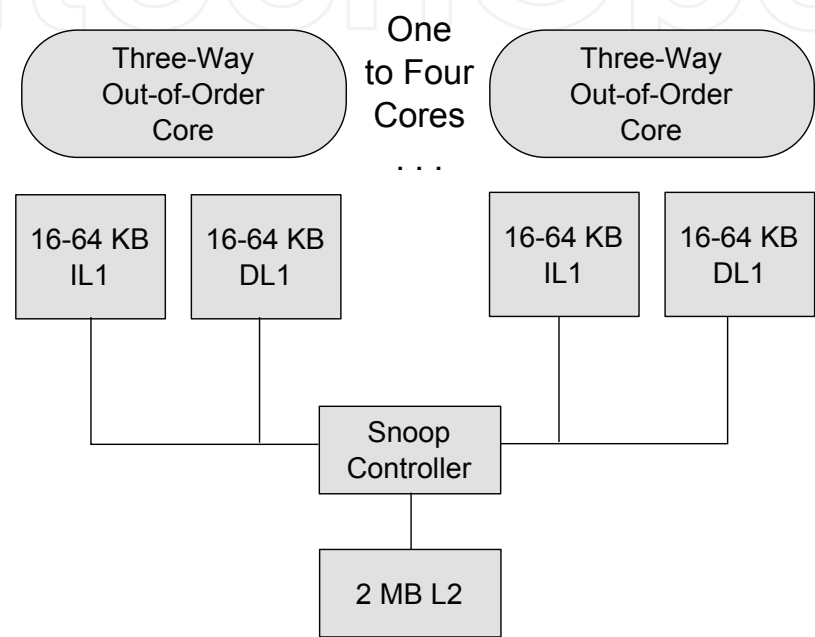 Three-Way
Out-of-Order
Core
One
to Four
Cores
. . .
Three-Way
Out-of-Order
Core
16-64 KB
IL1
16-64 KB
DL1
16-64 KB
IL1
16-64 KB
DL1
Snoop
Controller
2 MB L2